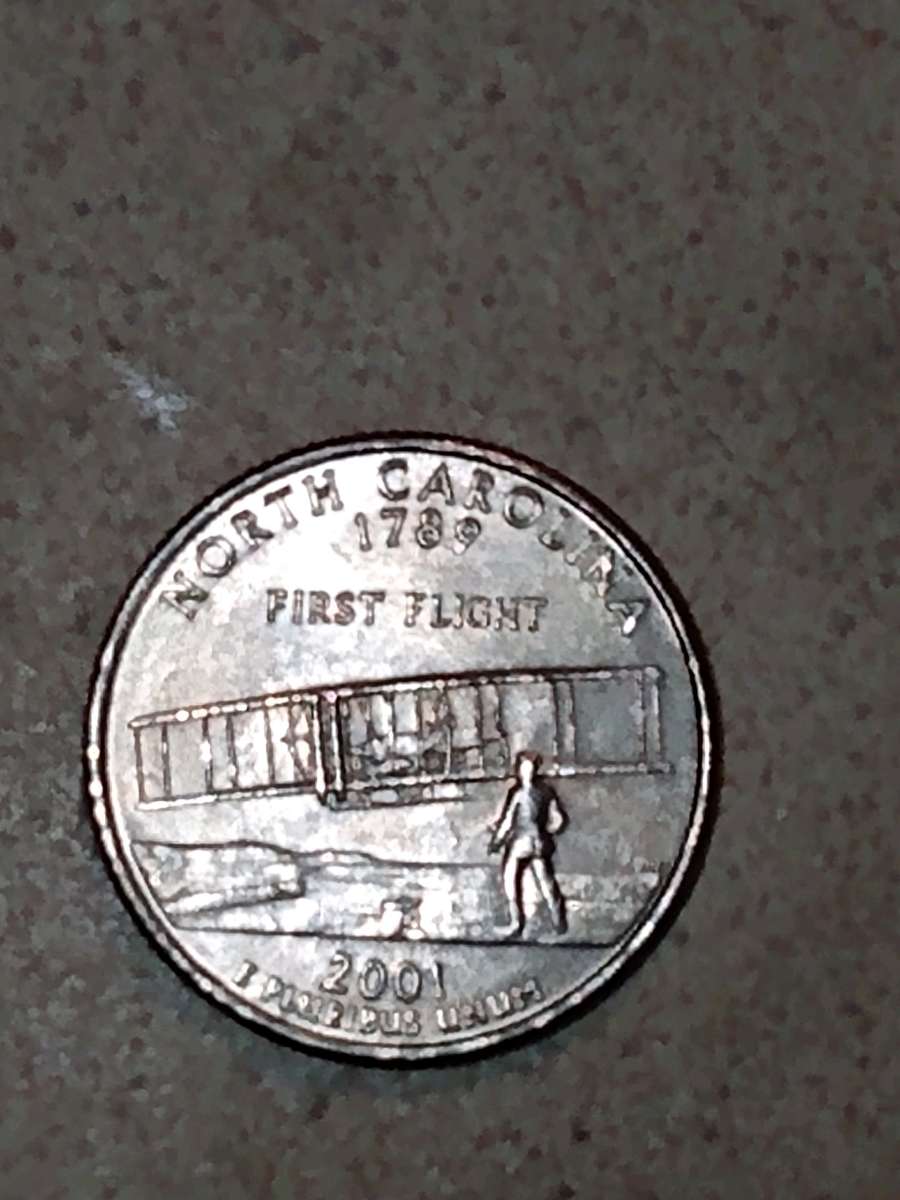 NORTH CAROLINA
1789
FIRST FLIGHT
2001
E PLURIBUS UNUM